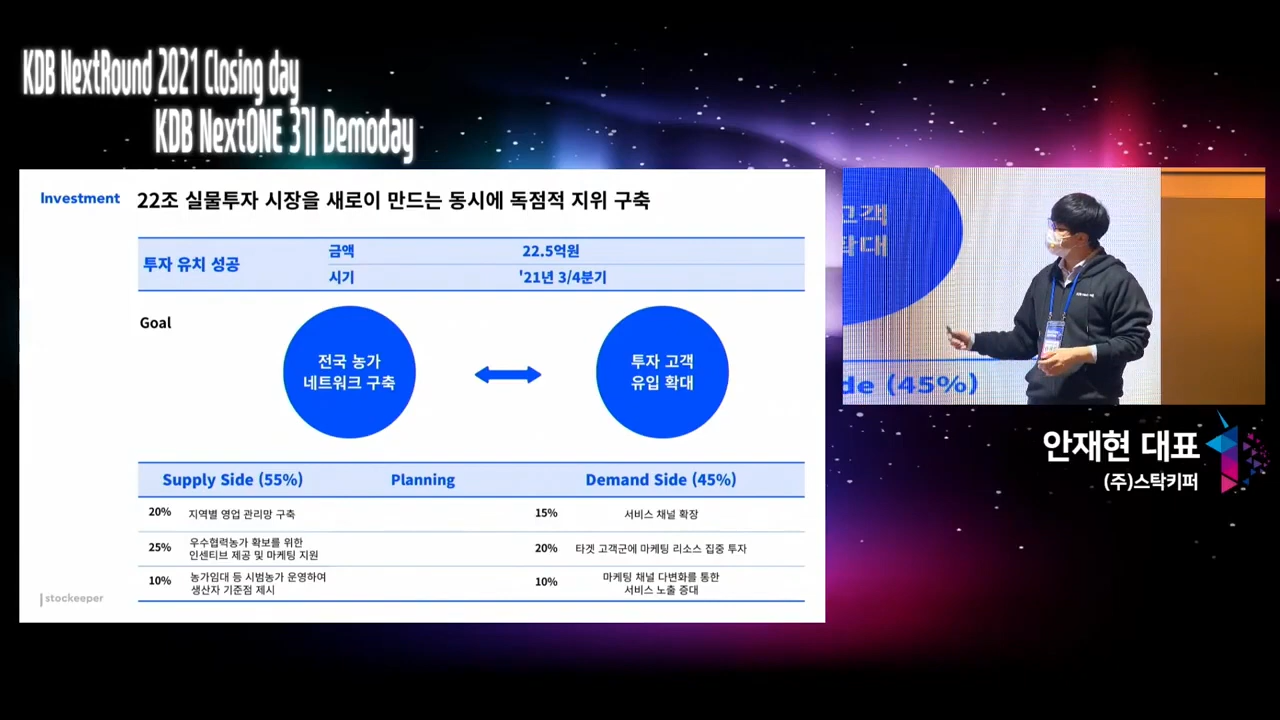 KDB NextRound 2021 Closing day
KDB NextONE 3기 Demoday
Investment 22조 실물투자 시장을 새로이 만드는 동시에 독점적 지위 구축
투자 유치 성공
금액 22.5억원
시기 '21년 3/4분기
Goal
전국 농가
네트워크 구축
투자 고객
유입 확대
Supply Side (55%) Planning Demand Side (45%)
20% 지역별 영업 관리망 구축
15% 서비스 채널 확장
25% 우수협력농가 확보를 위한
인센티브 제공 및 마케팅 지원
20% 타겟 고객군에 마케팅 리소스 집중 투자
10% 농가임대 등 시범농가 운영하여
생산자 기준점 제시
10% 마케팅 채널 다변화를 통한
서비스 노출 증대
stockeeper
고객
확대
de (45%)
안재현 대표
(주)스탁키퍼